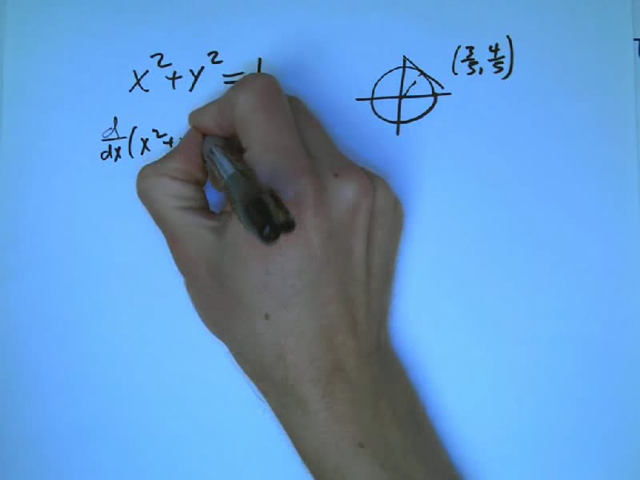 x² + y² = 1
(3/5, 4/5)
d/dx (x² +